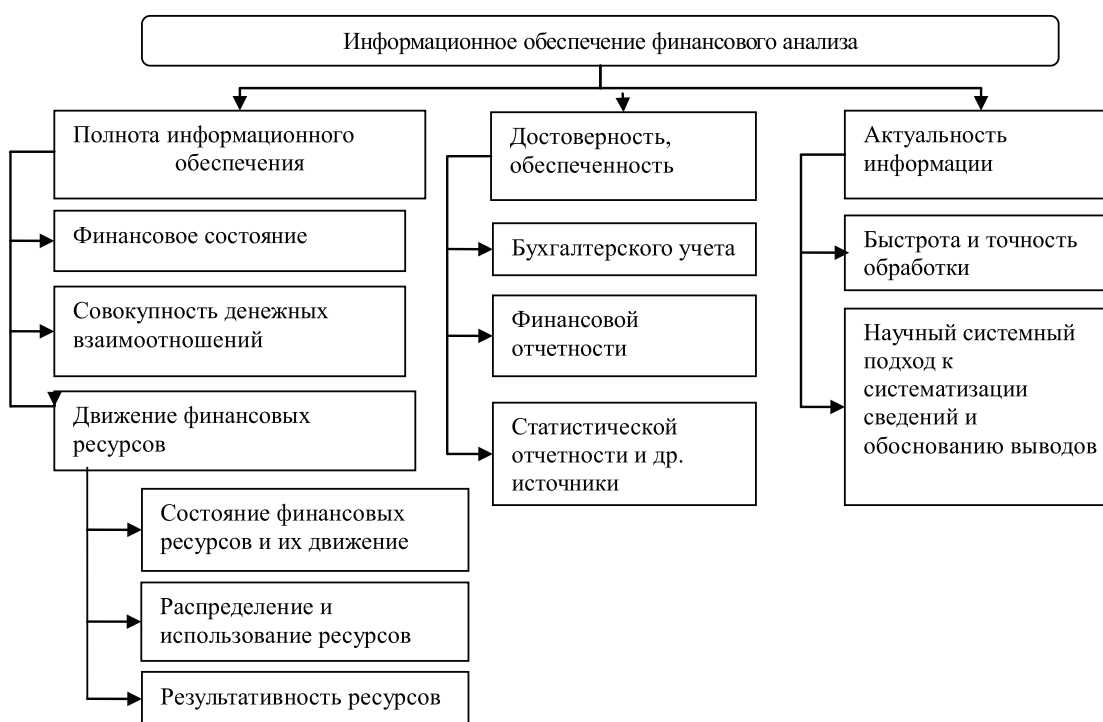 Информационное обеспечение финансового анализа
Полнота информационного
обеспечения
Финансовое состояние
Совокупность денежных
взаимоотношений
Движение финансовых
ресурсов
Состояние финансовых
ресурсов и их движение
Распределение и
использование ресурсов
Результативность ресурсов
Достоверность,
обеспеченность
Бухгалтерского учета
Финансовой
отчетности
Статистической
отчетности и др.
источники
Актуальность
информации
Быстрота и точность
обработки
Научный системный
подход к
систематизации
сведений и
обоснованию выводов